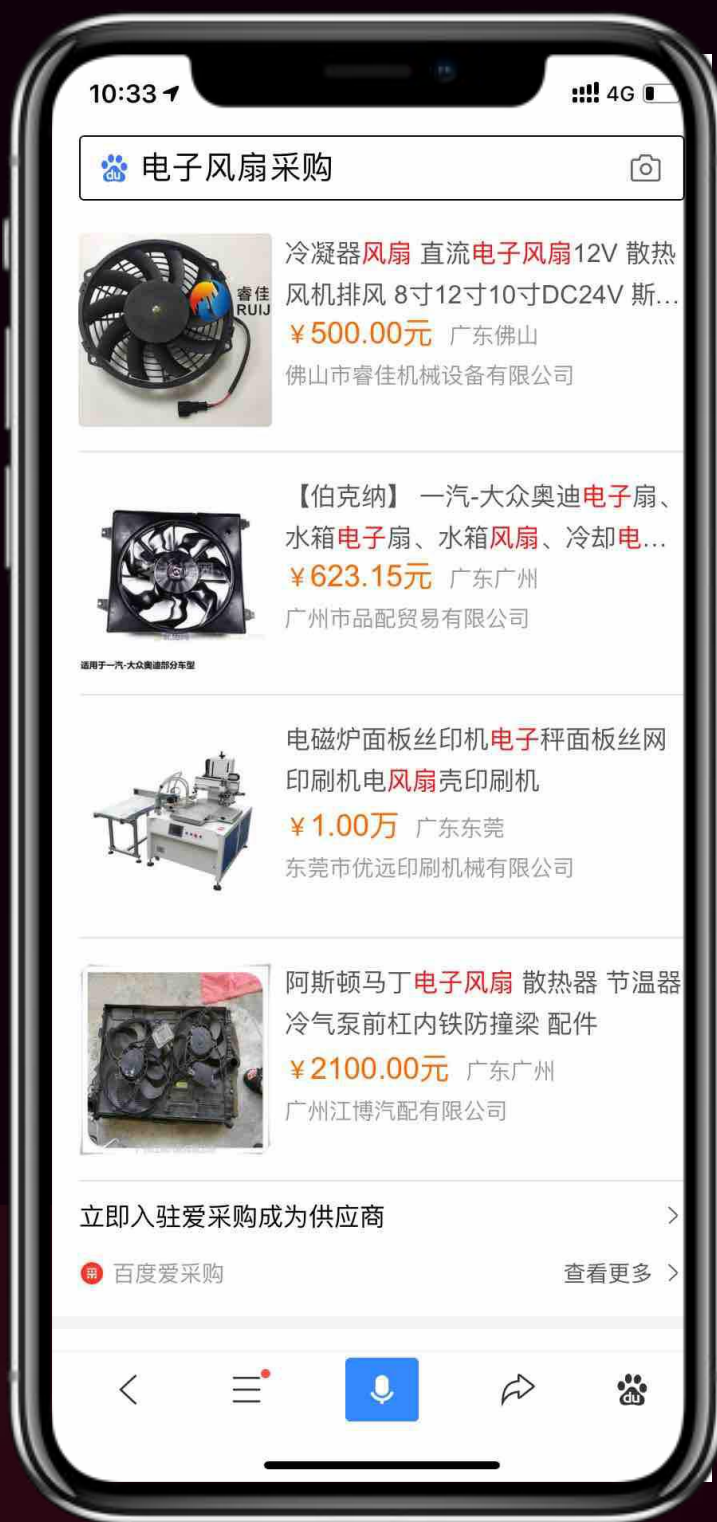 10:33
4G
电子风扇采购
睿佳
RUIJ
冷凝器风扇 直流电子风扇12V 散热
风机排风 8寸12寸10寸DC24V 斯...
￥500.00元 广东佛山
佛山市睿佳机械设备有限公司
【伯克纳】 一汽-大众奥迪电子扇、
水箱电子扇、水箱风扇、冷却电...
￥623.15元 广东广州
广州市品配贸易有限公司
适用于一汽-大众奥迪部分车型
电磁炉面板丝印机电子秤面板丝网
印刷机电风扇壳印刷机
￥1.00万 广东东莞
东莞市优远印刷机械有限公司
阿斯顿马丁电子风扇 散热器 节温器
冷气泵前杠内铁防撞梁 配件
￥2100.00元 广东广州
广州江博汽配有限公司
立即入驻爱采购成为供应商
采 百度爱采购
查看更多
du